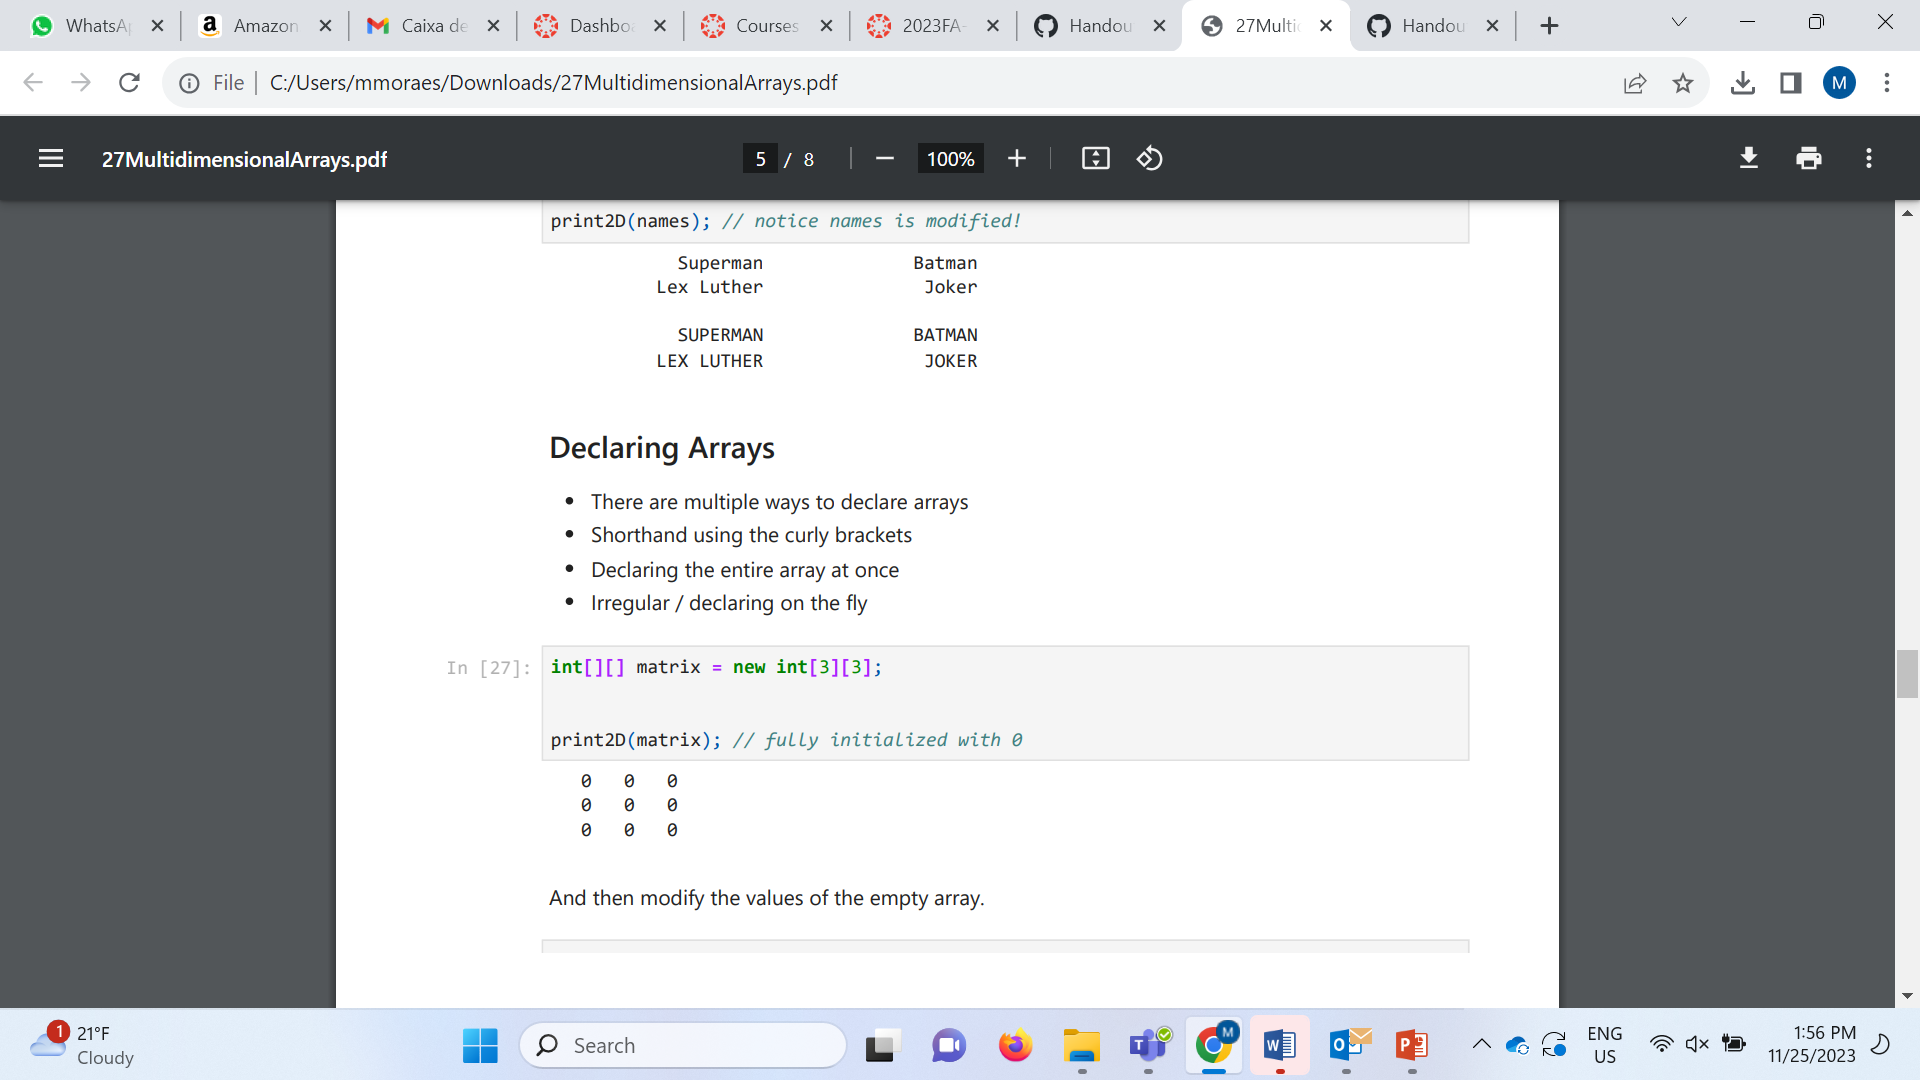 WhatsA
Amazon
Caixa de
Dashbo
Courses
2023FA-
Handou
27Multi
Handou
File
C:/Users/mmoraes/Downloads/27MultidimensionalArrays.pdf
M
27MultidimensionalArrays.pdf
5 / 8
100%
print2D(names); // notice names is modified!
Superman Batman
Lex Luther Joker
SUPERMAN BATMAN
LEX LUTHER JOKER
Declaring Arrays
• There are multiple ways to declare arrays
• Shorthand using the curly brackets
• Declaring the entire array at once
• Irregular / declaring on the fly
In [27]: int[][] matrix = new int[3][3];
print2D(matrix); // fully initialized with 0
0 0 0
0 0 0
0 0 0
And then modify the values of the empty array.
1
21°F
Cloudy
Search
M
ENG
US
1:56 PM
11/25/2023